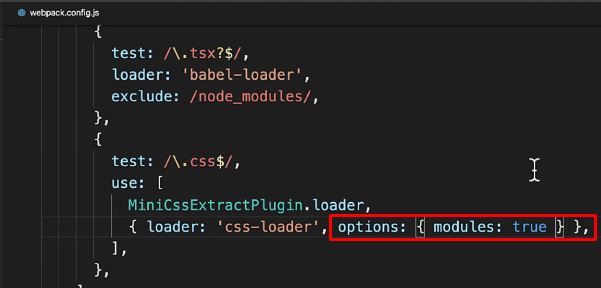 webpack.config.js
{
test: /\.tsx?$/,
loader: 'babel-loader',
exclude: /node_modules/,
},
{
test: /\.css$/,
use: [
MiniCssExtractPlugin.loader,
{ loader: 'css-loader', options: { modules: true } },
],
},